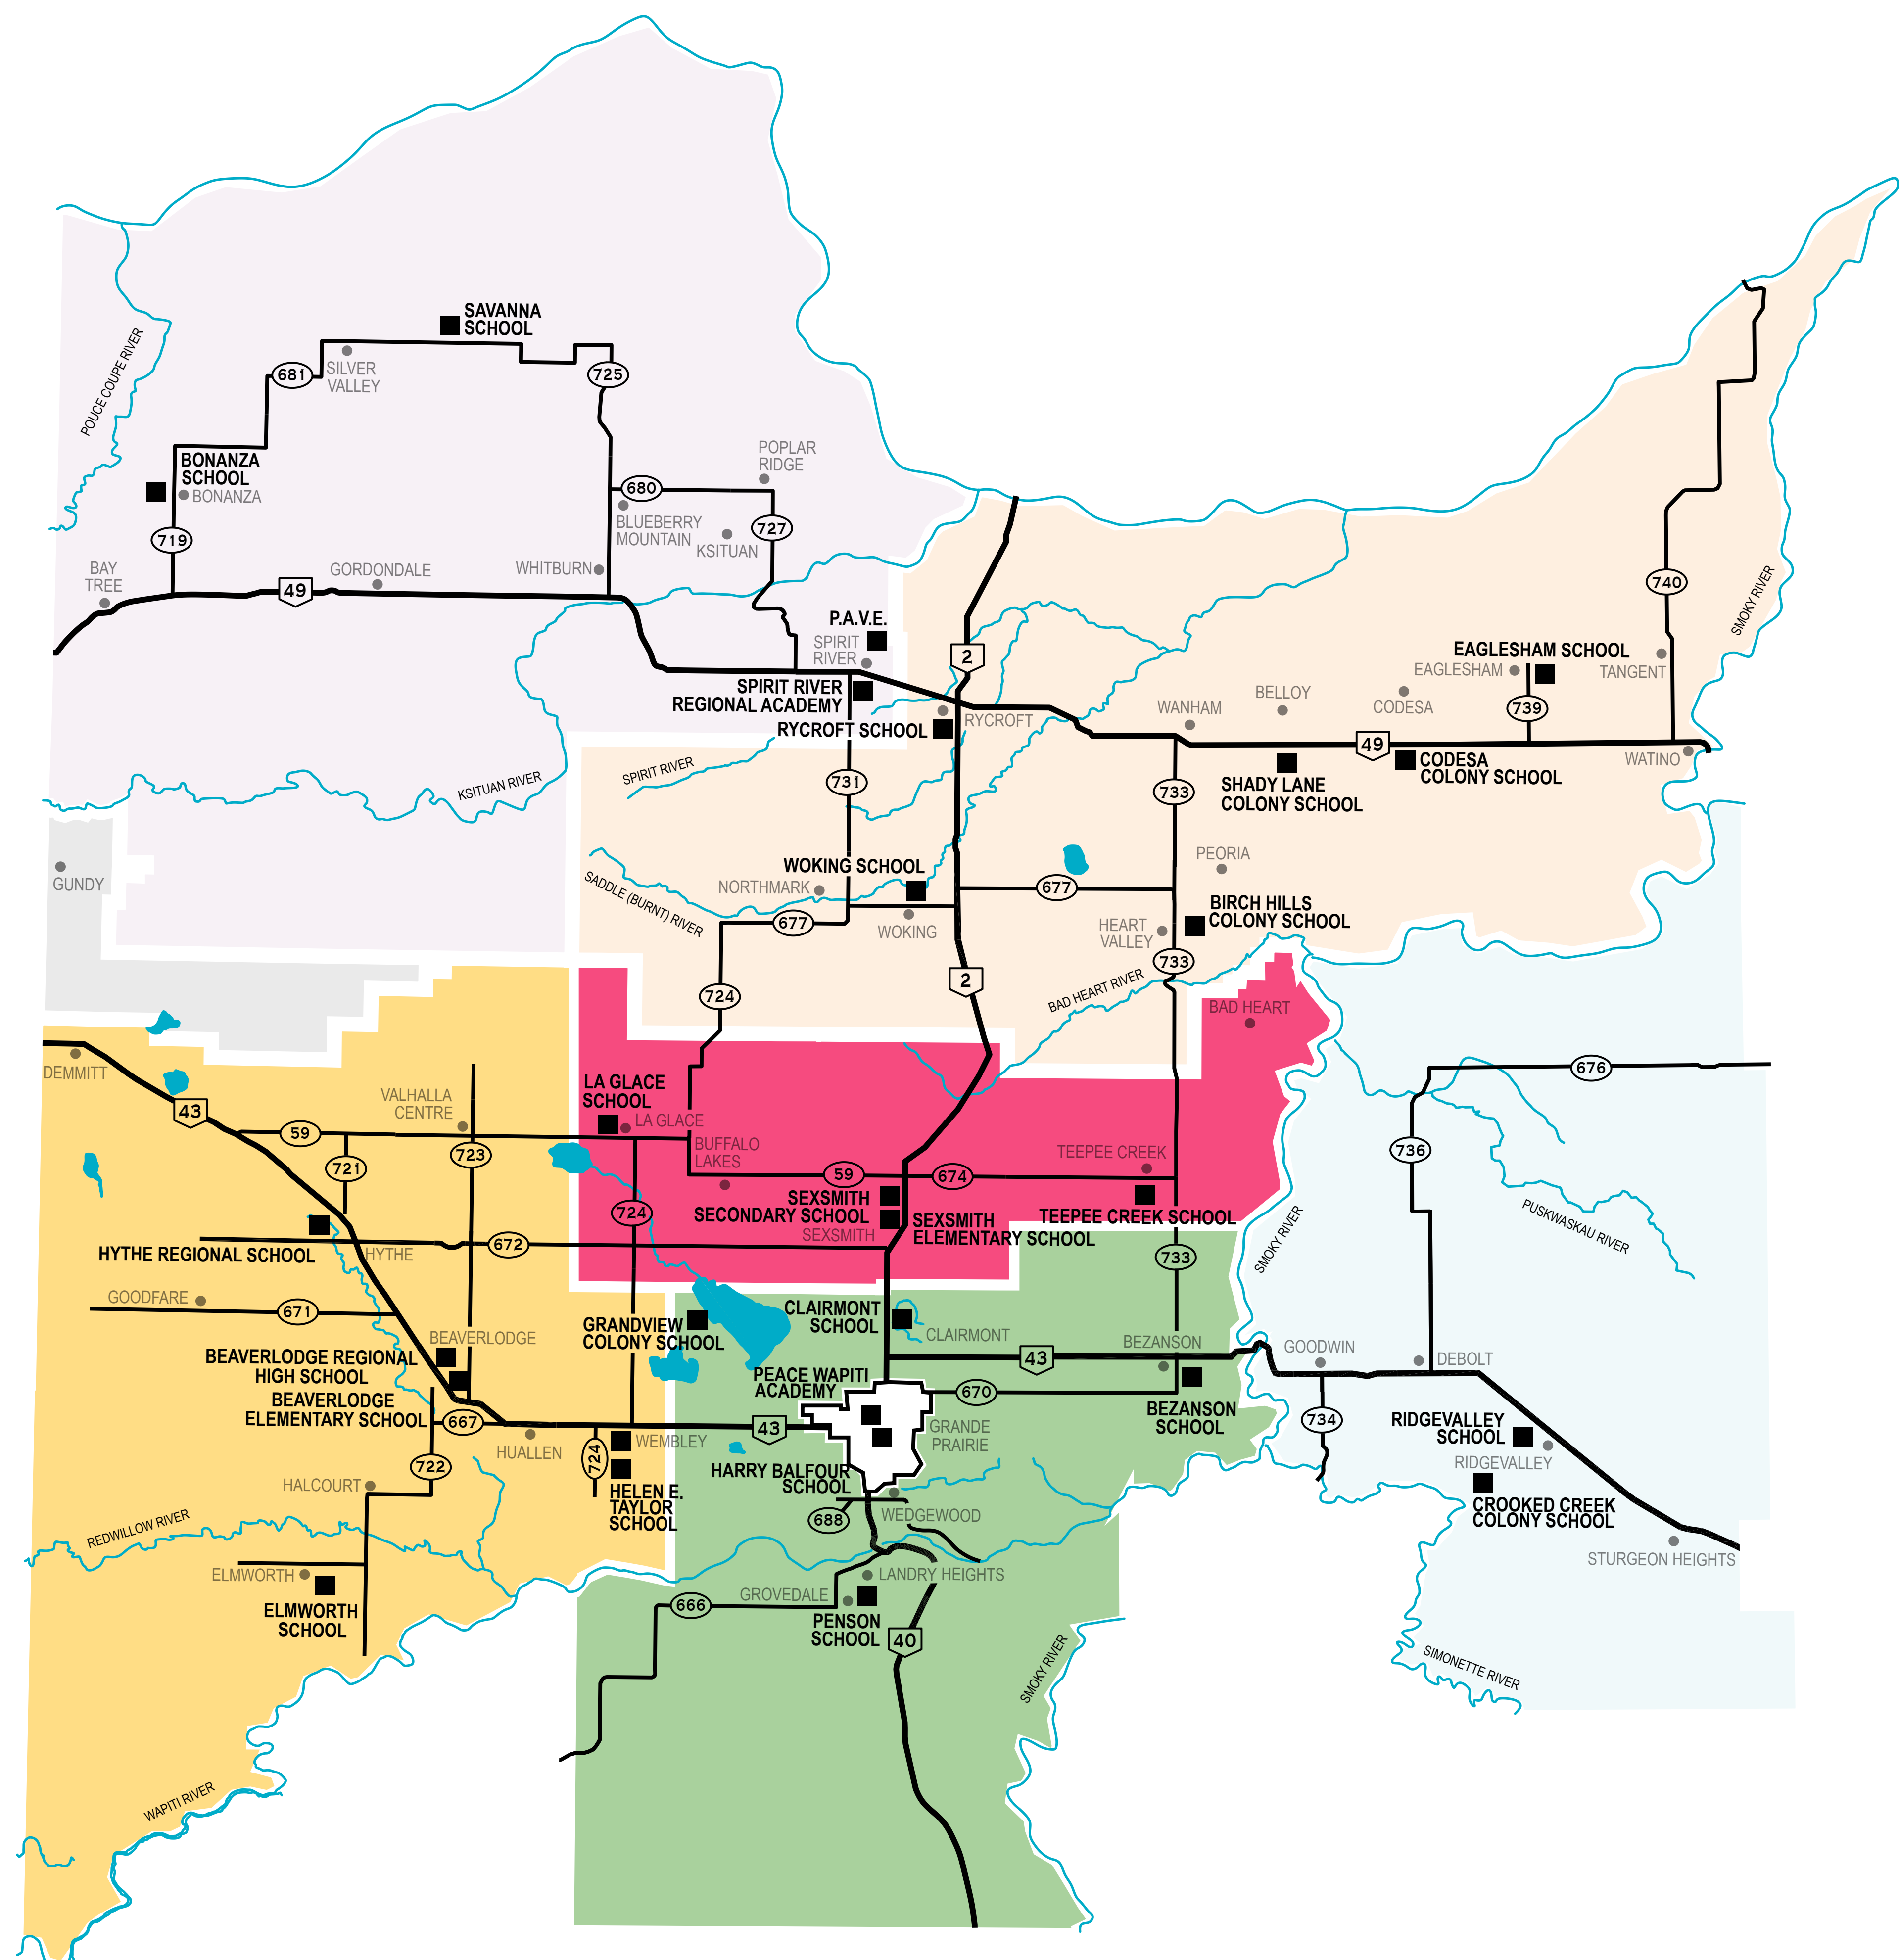 SAVANNA
SCHOOL
POUCE COUPE RIVER
681
SILVER
VALLEY
725
BONANZA
SCHOOL
BONANZA
POPLAR
RIDGE
680
BLUEBERRY
MOUNTAIN
KSITUAN
727
719
BAY
TREE
49
GORDONDALE
WHITBURN
P.A.V.E.
SPIRIT
RIVER
2
740
SMOKY RIVER
EAGLESHAM SCHOOL
EAGLESHAM
TANGENT
SPIRIT RIVER
REGIONAL ACADEMY
RYCROFT SCHOOL
RYCROFT
WANHAM
BELLOY
CODESA
739
49
WATINO
CODESA
COLONY SCHOOL
SHADY LANE
COLONY SCHOOL
KSITUAN RIVER
SPIRIT RIVER
731
733
GUNDY
WOKING SCHOOL
NORTHMARK
SADDLE (BURNT) RIVER
677
677
WOKING
PEORIA
BIRCH HILLS
COLONY SCHOOL
HEART
VALLEY
733
BAD HEART RIVER
724
2
BAD HEART
DEMMITT
43
VALHALLA
CENTRE
LA GLACE
SCHOOL
LA GLACE
676
59
721
723
BUFFALO
LAKES
59
674
TEEPEE CREEK
736
724
SEXSMITH
SECONDARY SCHOOL
SEXSMITH
SEXSMITH
ELEMENTARY SCHOOL
TEEPEE CREEK SCHOOL
SMOKY RIVER
PUSKWASKAU RIVER
HYTHE REGIONAL SCHOOL
HYTHE
672
733
GOODFARE
671
BEAVERLODGE
GRANDVIEW
COLONY SCHOOL
CLAIRMONT
SCHOOL
CLAIRMONT
BEZANSON
43
GOODWIN
DEBOLT
BEAVERLODGE REGIONAL
HIGH SCHOOL
BEAVERLODGE
ELEMENTARY SCHOOL
PEACE WAPITI
ACADEMY
670
BEZANSON
SCHOOL
667
HUALLEN
724
WEMBLEY
43
GRANDE
PRAIRIE
734
RIDGEVALLEY
SCHOOL
RIDGEVALLEY
722
HALCOURT
HELEN E.
TAYLOR
SCHOOL
HARRY BALFOUR
SCHOOL
688
WEDGEWOOD
CROOKED CREEK
COLONY SCHOOL
REDWILLOW RIVER
STURGEON HEIGHTS
ELMWORTH
ELMWORTH
SCHOOL
666
GROVEDALE
LANDRY HEIGHTS
PENSON
SCHOOL
40
SMOKY RIVER
SIMONETTE RIVER
WAPITI RIVER